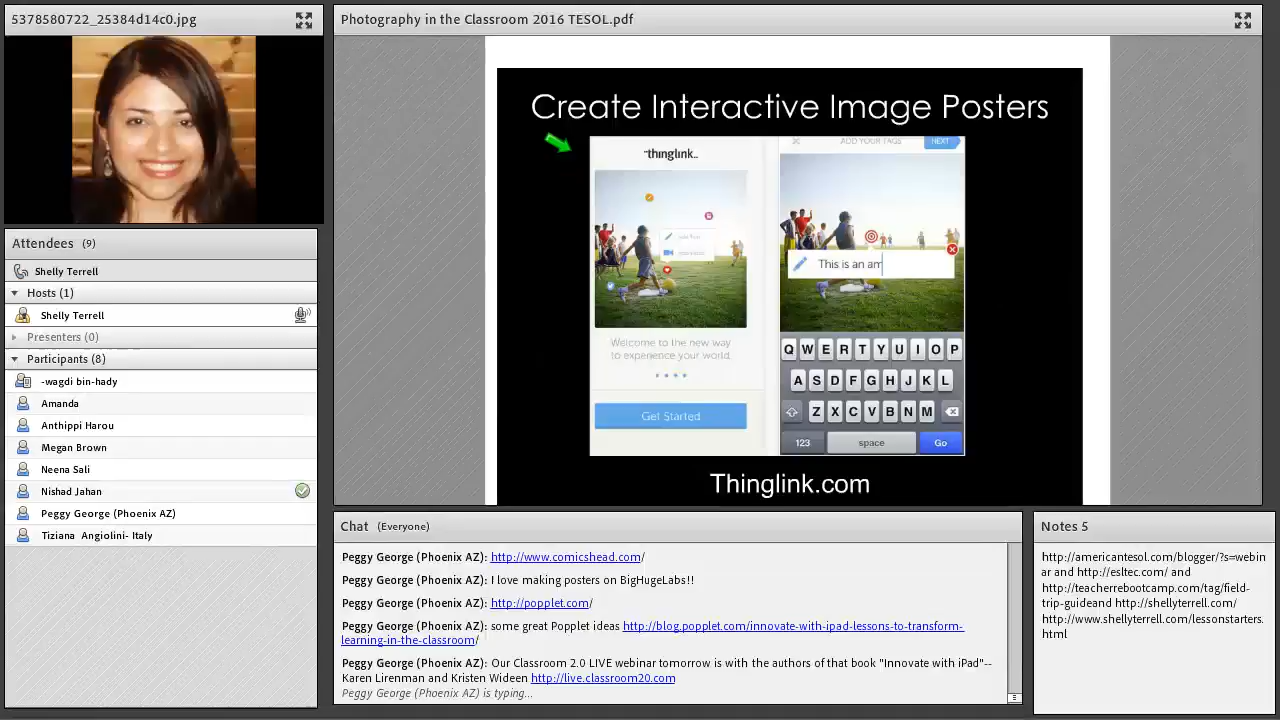 5378580722_25384d14c0.jpg
Photography in the Classroom 2016 TESOL.pdf
Create Interactive Image Posters
"thinglink..
ADD YOUR TAGS
NEXT
This is an am
Welcome to the new way
to experience your world.
Get Started
Q W E R T Y U I O P
A S D F G H J K L
Z X C V B N M
123 space Go
Thinglink.com
Attendees (9)
Shelly Terrell
Hosts (1)
Shelly Terrell
Presenters (0)
Participants (8)
-wagdi bin-hady
Amanda
Anthippi Harou
Megan Brown
Neena Sali
Nishad Jahan
Peggy George (Phoenix AZ)
Tiziana Angiolini- Italy
Chat (Everyone)
Peggy George (Phoenix AZ): http://www.comicshead.com/
Peggy George (Phoenix AZ): I love making posters on BigHugeLabs!!
Peggy George (Phoenix AZ): http://popplet.com/
Peggy George (Phoenix AZ): some great Popplet ideas http://blog.popplet.com/innovate-with-ipad-lessons-to-transform-
learning-in-the-classroom/
Peggy George (Phoenix AZ): Our Classroom 2.0 LIVE webinar tomorrow is with the authors of that book "Innovate with iPad"--
Karen Lirenman and Kristen Wideen http://live.classroom20.com
Peggy George (Phoenix AZ) is typing...
Notes 5
http://americantesol.com/blogger/?s=webin
ar and http://esltec.com/ and
http://teacherrebootcamp.com/tag/field-
trip-guideand http://shellyterrell.com/
http://www.shellyterrell.com/lessonstarters.
html